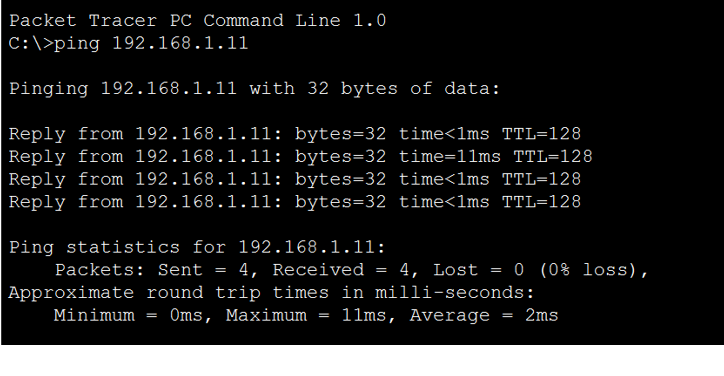 Packet Tracer PC Command Line 1.0
C:\>ping 192.168.1.11
Pinging 192.168.1.11 with 32 bytes of data:
Reply from 192.168.1.11: bytes=32 time<1ms TTL=128
Reply from 192.168.1.11: bytes=32 time=11ms TTL=128
Reply from 192.168.1.11: bytes=32 time<1ms TTL=128
Reply from 192.168.1.11: bytes=32 time<1ms TTL=128
Ping statistics for 192.168.1.11:
Packets: Sent = 4, Received = 4, Lost = 0 (0% loss),
Approximate round trip times in milli-seconds:
Minimum = 0ms, Maximum = 11ms, Average = 2ms